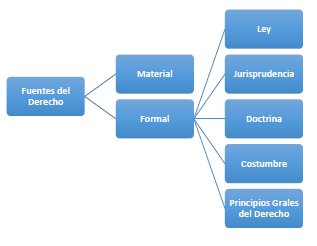 Fuentes del
Derecho
Material
Formal
Ley
Jurisprudencia
Doctrina
Costumbre
Principios Grales
del Derecho